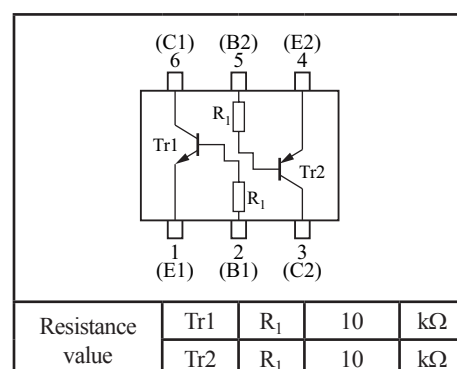 (C1) (B2) (E2)
6 5 4
R1
Tr1
Tr2
R1
1 2 3
(E1) (B1) (C2)
Resistance value Tr1 R1 10 kΩ
Tr2 R1 10 kΩ